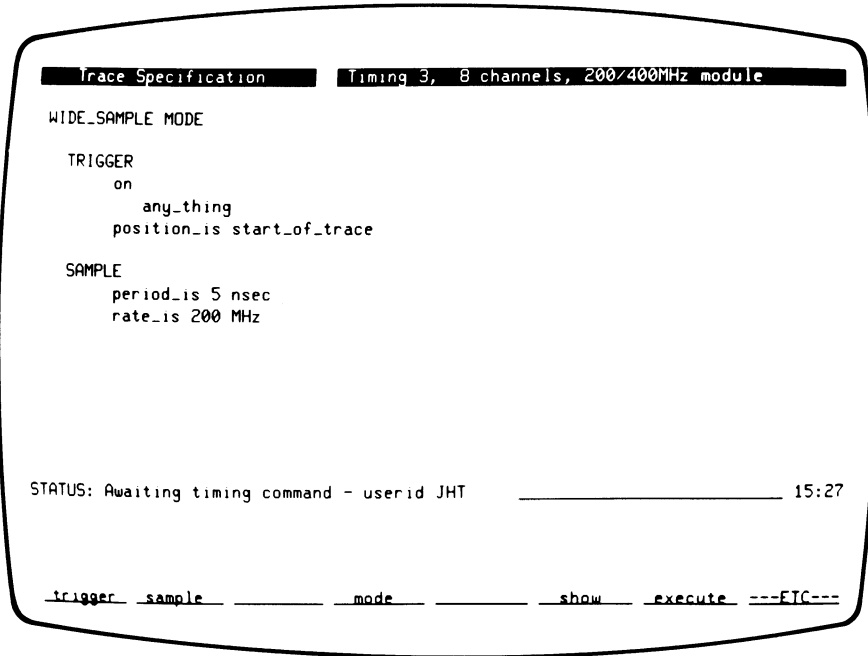 Trace Specification Timing 3, 8 channels, 200/400MHz module
WIDE_SAMPLE MODE
TRIGGER
on
any_thing
position_is start_of_trace
SAMPLE
period_is 5 nsec
rate_is 200 MHz
STATUS: Awaiting timing command - userid JHT 15:27
trigger sample mode show execute ---ETC---